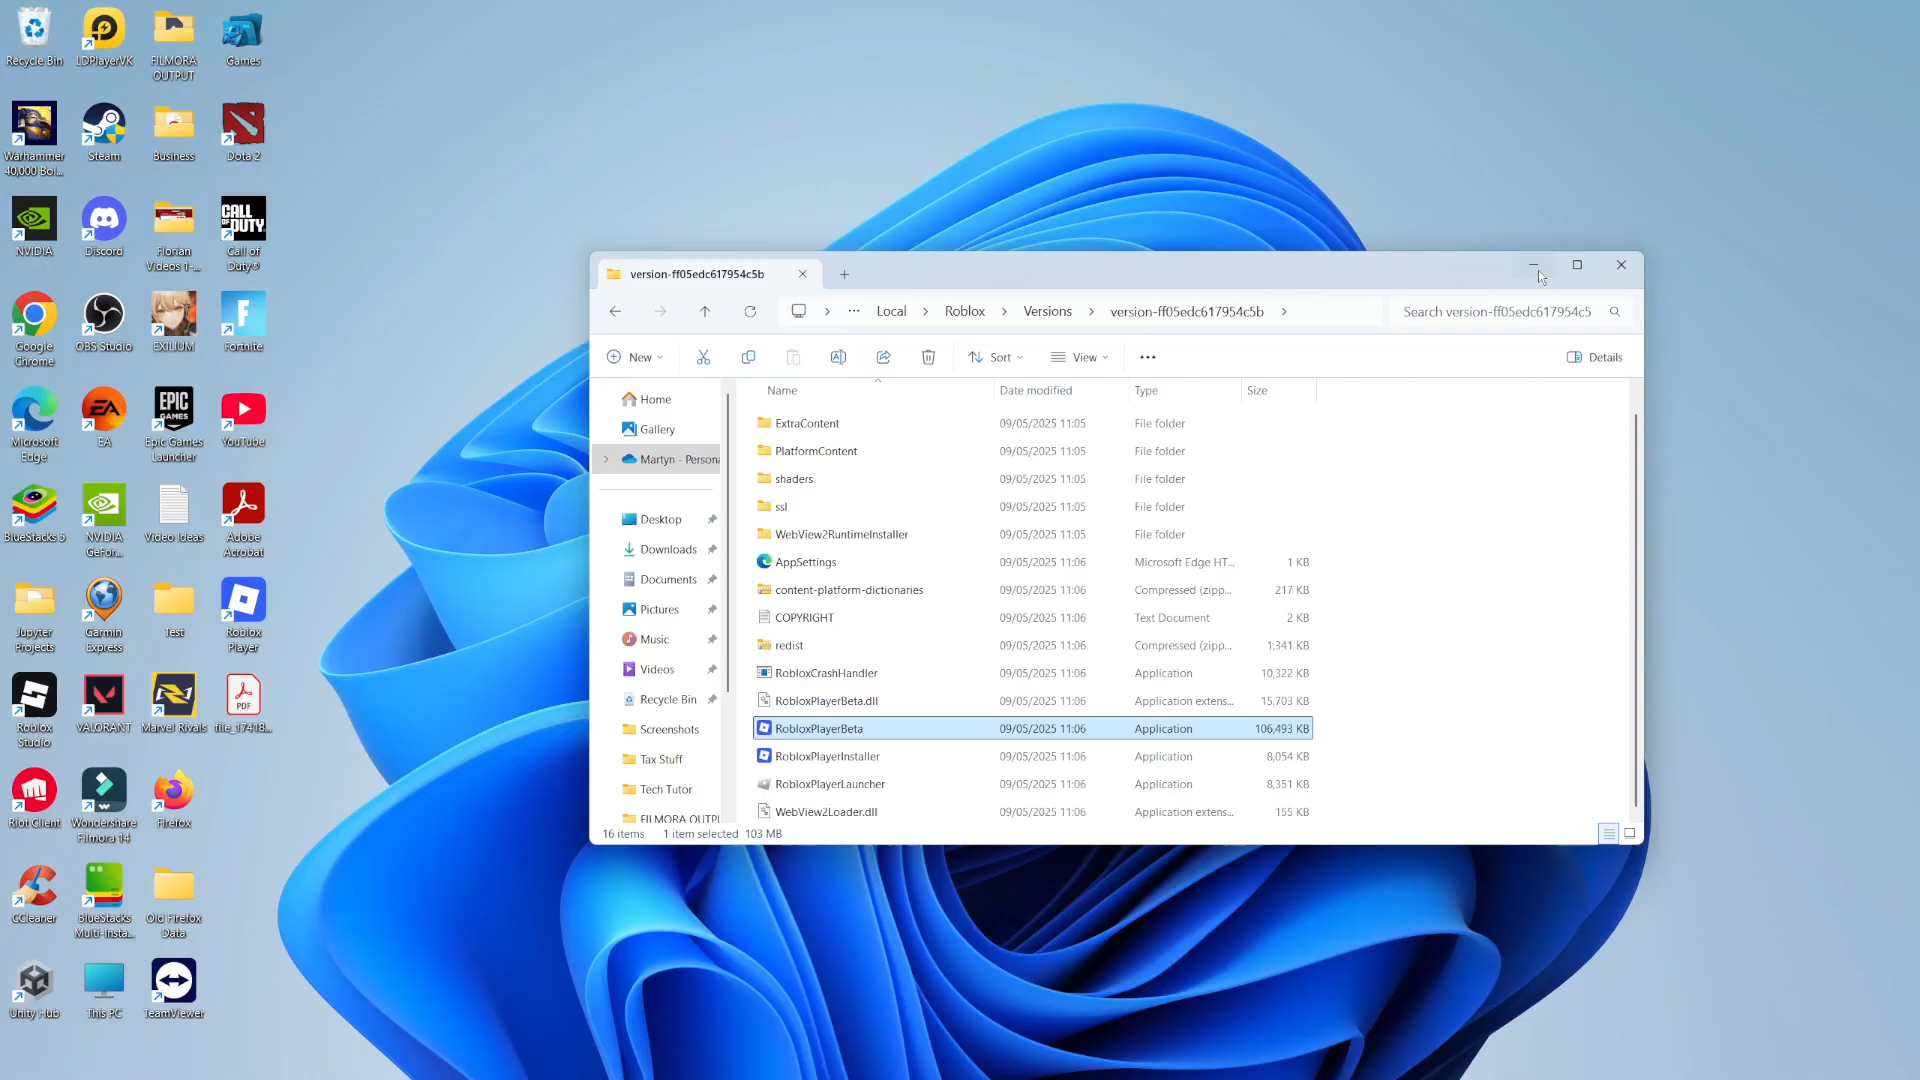 Recycle Bin
LDPlayerVK
FILMORA
OUTPUT
Games
Warhammer
40,000 Bol...
Steam
Business
Dota 2
NVIDIA
Discord
Florian
Videos 1-...
CALL OF DUTY
Call of
Duty®
Google
Chrome
OBS Studio
EXILIUM
Fortnite
Microsoft
Edge
EA
EPIC
GAMES
Epic Games
Launcher
YouTube
BlueStacks 5
NVIDIA
GeFor...
Video Ideas
Adobe
Acrobat
Jupyter
Projects
Garmin
Express
Test
Roblox
Player
Roblox
Studio
VALORANT
Marvel Rivals
PDF
file_17418...
Riot Client
Wondershare
Filmora 14
Firefox
CCleaner
BlueStacks
Multi-Insta...
Old Firefox
Data
Unity Hub
This PC
TeamViewer
version-ff05edc617954c5b
... Local > Roblox > Versions > version-ff05edc617954c5b >
Search version-ff05edc617954c5
New
Sort
View
...
Details
Home
Gallery
Martyn - Persona
Desktop
Downloads
Documents
Pictures
Music
Videos
Recycle Bin
Screenshots
Tax Stuff
Tech Tutor
FILMORA OUTPU
Name Date modified Type Size
ExtraContent 09/05/2025 11:05 File folder
PlatformContent 09/05/2025 11:05 File folder
shaders 09/05/2025 11:05 File folder
ssl 09/05/2025 11:05 File folder
WebView2RuntimeInstaller 09/05/2025 11:05 File folder
AppSettings 09/05/2025 11:06 Microsoft Edge HT... 1 KB
content-platform-dictionaries 09/05/2025 11:06 Compressed (zipp... 217 KB
COPYRIGHT 09/05/2025 11:06 Text Document 2 KB
redist 09/05/2025 11:06 Compressed (zipp... 1,341 KB
RobloxCrashHandler 09/05/2025 11:06 Application 10,322 KB
RobloxPlayerBeta.dll 09/05/2025 11:06 Application extens... 15,703 KB
RobloxPlayerBeta 09/05/2025 11:06 Application 106,493 KB
RobloxPlayerInstaller 09/05/2025 11:06 Application 8,054 KB
RobloxPlayerLauncher 09/05/2025 11:06 Application 8,351 KB
WebView2Loader.dll 09/05/2025 11:06 Application extens... 155 KB
16 items 1 item selected 103 MB